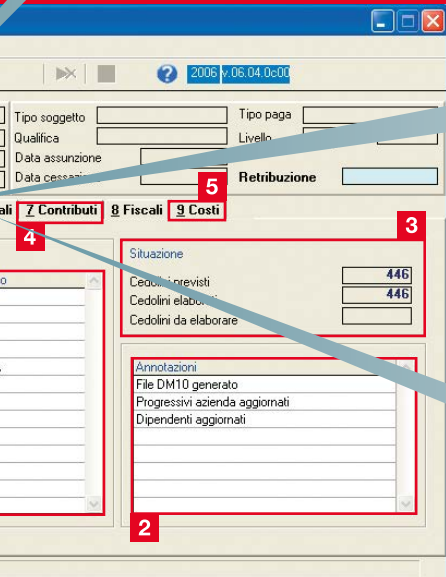 2006 v.06.04.0c00
Tipo soggetto Tipo paga
Qualifica Livello
Data assunzione
Data cessazione Retribuzione
5
ali 7 Contributi 8 Fiscali 9 Costi
4
3
Situazione
Cedolini previsti 446
Cedolini elaborati 446
Cedolini da elaborare
o
Annotazioni
File DM10 generato
Progressivi azienda aggiornati
Dipendenti aggiornati
2